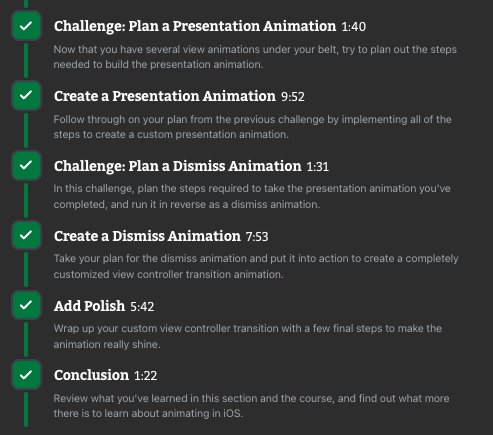 Challenge: Plan a Presentation Animation 1:40
Now that you have several view animations under your belt, try to plan out the steps
needed to build the presentation animation.
Create a Presentation Animation 9:52
Follow through on your plan from the previous challenge by implementing all of the
steps to create a custom presentation animation.
Challenge: Plan a Dismiss Animation 1:31
In this challenge, plan the steps required to take the presentation animation you've
completed, and run it in reverse as a dismiss animation.
Create a Dismiss Animation 7:53
Take your plan for the dismiss animation and put it into action to create a completely
customized view controller transition animation.
Add Polish 5:42
Wrap up your custom view controller transition with a few final steps to make the
animation really shine.
Conclusion 1:22
Review what you've learned in this section and the course, and find out what more
there is to learn about animating in iOS.